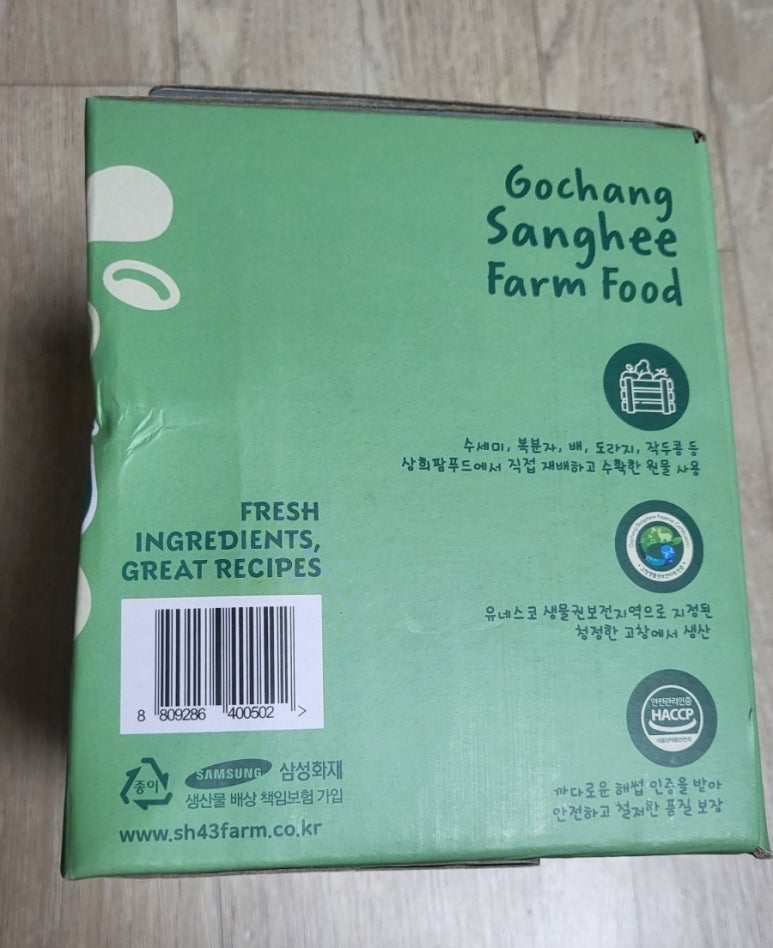 Gochang
Sanghee
Farm Food
수세미, 복분자, 배, 도라지, 작두콩 등
상희팜푸드에서 직접 재배하고 수확한 원물 사용
유네스코 생물권보전지역으로 지정된
청정한 고창에서 생산
안전관리인증
HACCP
까다로운 해썹 인증을 받아
안전하고 철저한 품질 보장
FRESH
INGREDIENTS,
GREAT RECIPES
8 809286 400502 >
종이
SAMSUNG 삼성화재
생산물 배상 책임보험 가입
www.sh43farm.co.kr